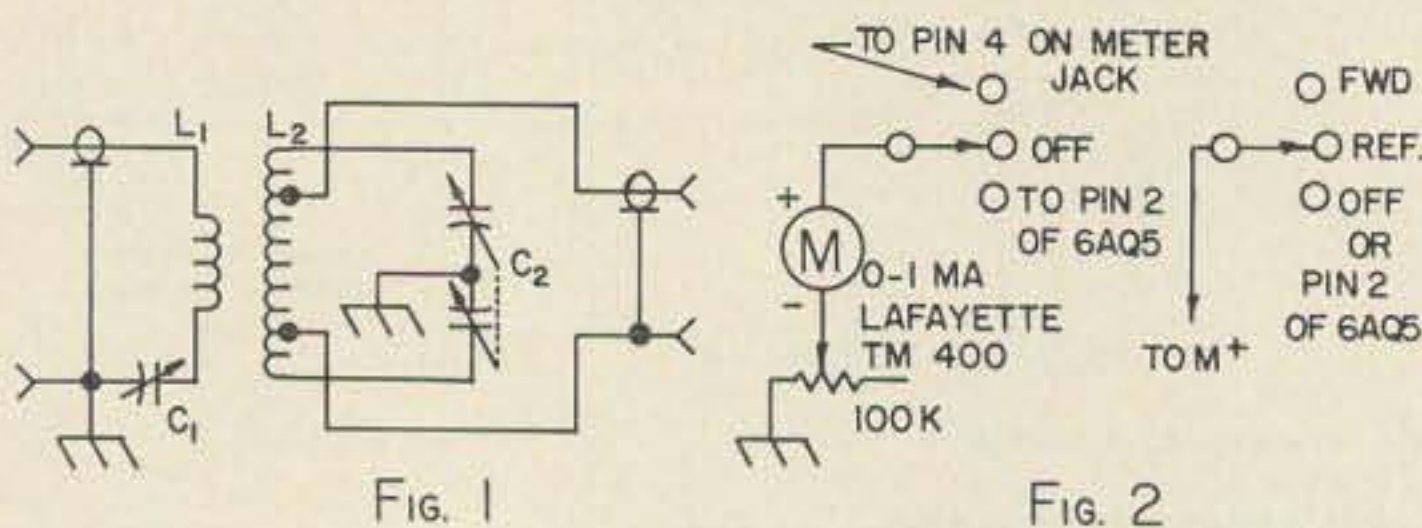 L1
L2
C1
C2
FIG. 1
TO PIN 4 ON METER
JACK
OFF
TO PIN 2
OF 6AQ5
+
M
-
0-1 MA
LAFAYETTE
TM 400
100K
FWD
REF.
OFF
OR
PIN 2
OF 6AQ5
TO M+
FIG. 2